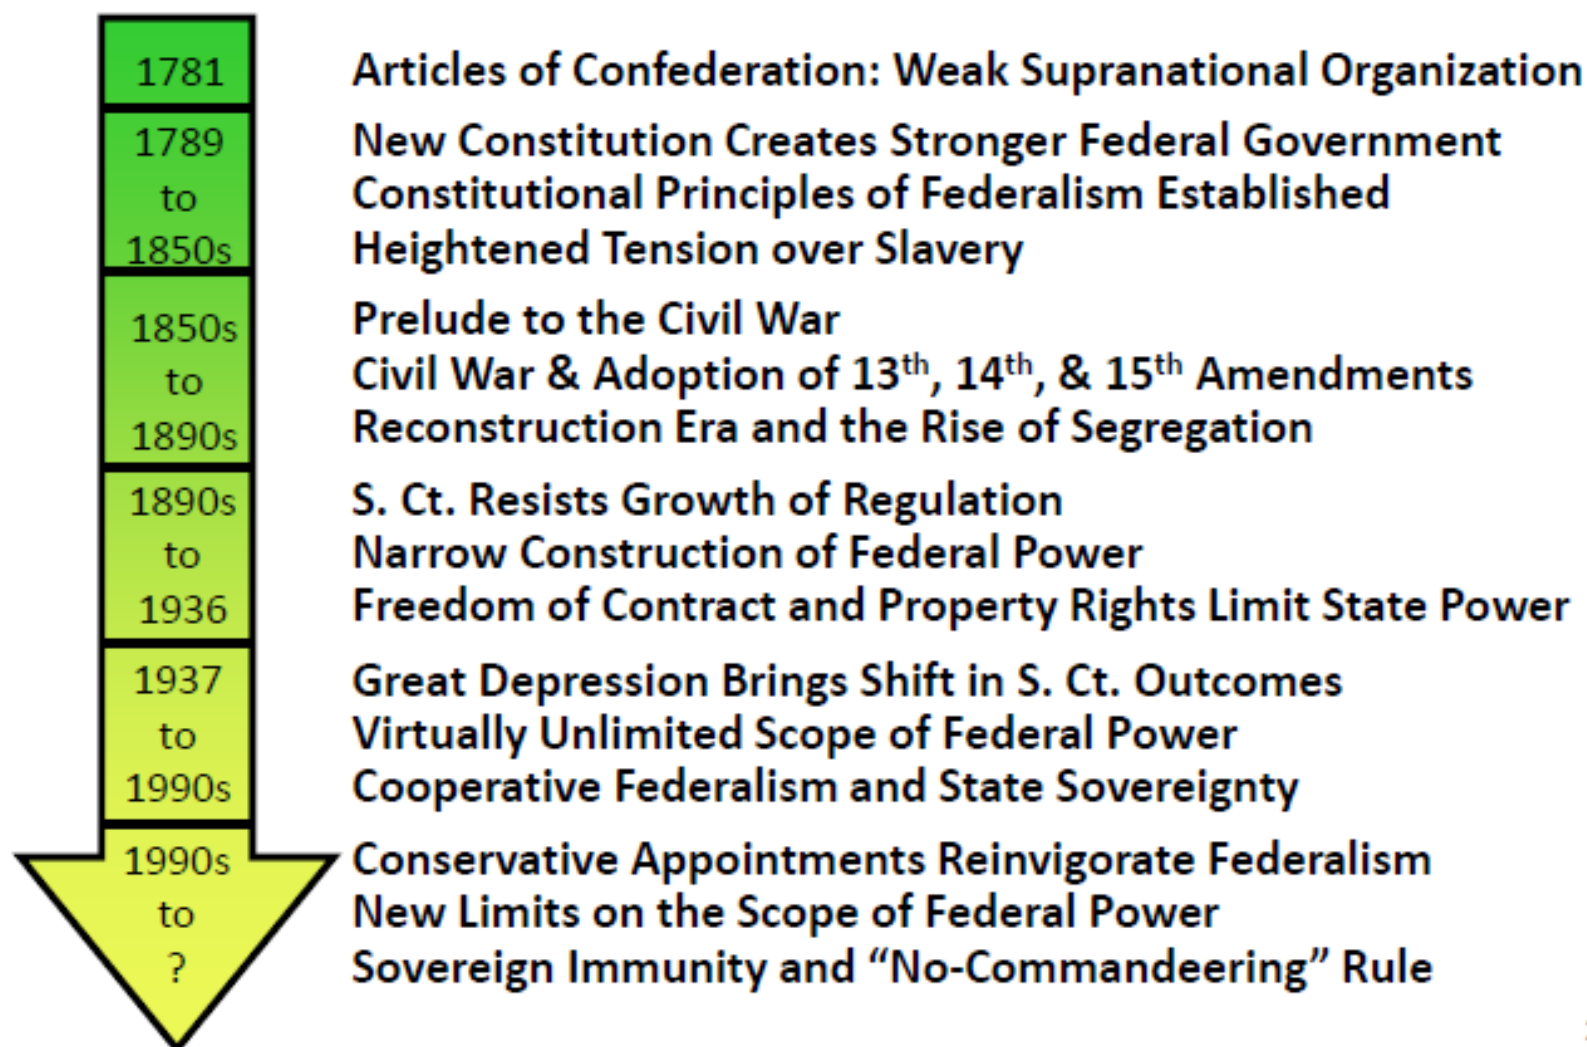 1781
Articles of Confederation: Weak Supranational Organization
1789
to
1850s
New Constitution Creates Stronger Federal Government
Constitutional Principles of Federalism Established
Heightened Tension over Slavery
1850s
to
1890s
Prelude to the Civil War
Civil War & Adoption of 13th, 14th, & 15th Amendments
Reconstruction Era and the Rise of Segregation
1890s
to
1936
S. Ct. Resists Growth of Regulation
Narrow Construction of Federal Power
Freedom of Contract and Property Rights Limit State Power
1937
to
1990s
Great Depression Brings Shift in S. Ct. Outcomes
Virtually Unlimited Scope of Federal Power
Cooperative Federalism and State Sovereignty
1990s
to
?
Conservative Appointments Reinvigorate Federalism
New Limits on the Scope of Federal Power
Sovereign Immunity and “No-Commandeering” Rule